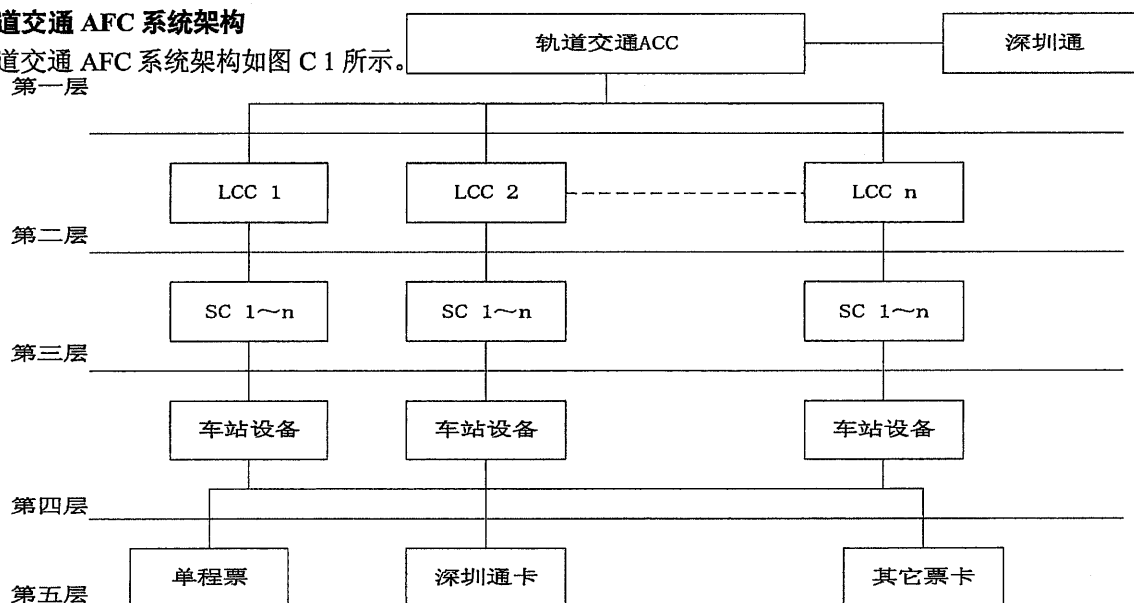 道交通 AFC 系统架构
道交通 AFC 系统架构如图 C 1 所示。
轨道交通ACC
深圳通
第一层
LCC 1
LCC 2
LCC n
第二层
SC 1～n
SC 1～n
SC 1～n
第三层
车站设备
车站设备
车站设备
第四层
单程票
深圳通卡
其它票卡
第五层